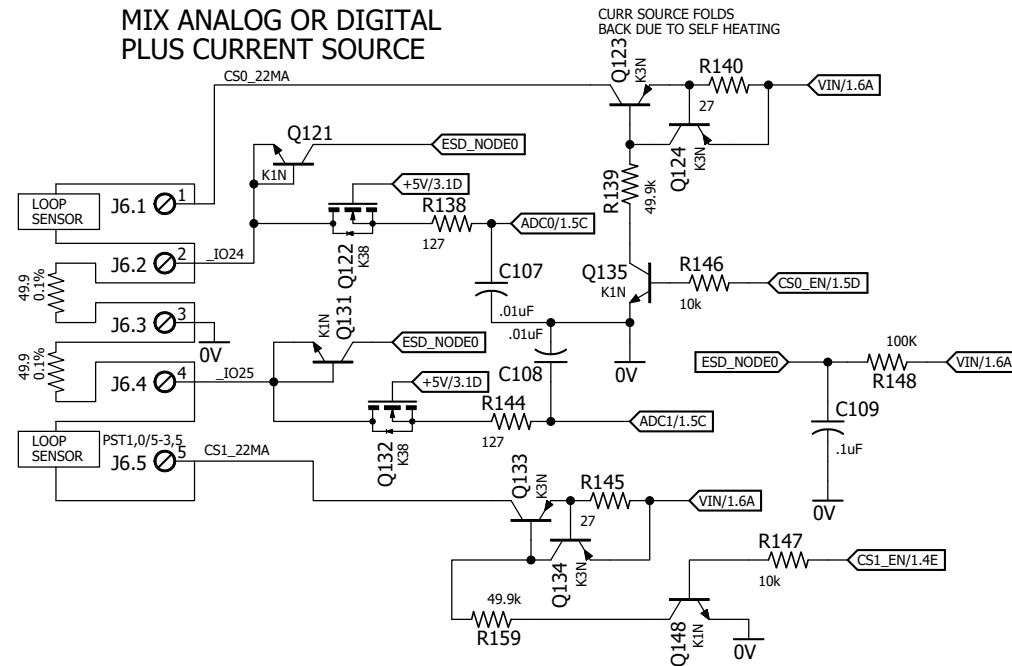 MIX ANALOG OR DIGITAL
PLUS CURRENT SOURCE
CURR SOURCE FOLDS
BACK DUE TO SELF HEATING
CS0_22MA
Q123
K3N
R140
27
VIN/1.6A
Q124
K3N
Q121
K1N
ESD_NODE0
R139
49.9k
LOOP
SENSOR
J6.1
1
+5V/3.1D
R138
127
ADC0/1.5C
Q122
K38
J6.2
2
_IO24
C107
.01uF
Q135
K1N
R146
10k
CS0_EN/1.5D
49.9
0.1%
J6.3
3
0V
Q131
K1N
ESD_NODE0
.01uF
C108
0V
49.9
0.1%
J6.4
4
_IO25
+5V/3.1D
R144
127
ADC1/1.5C
Q132
K38
ESD_NODE0
100K
R148
VIN/1.6A
C109
.1uF
0V
LOOP
SENSOR
PST1,0/5-3,5
J6.5
5
CS1_22MA
Q133
K3N
R145
27
VIN/1.6A
Q134
K3N
R147
10k
CS1_EN/1.4E
49.9k
R159
Q148
K1N
0V